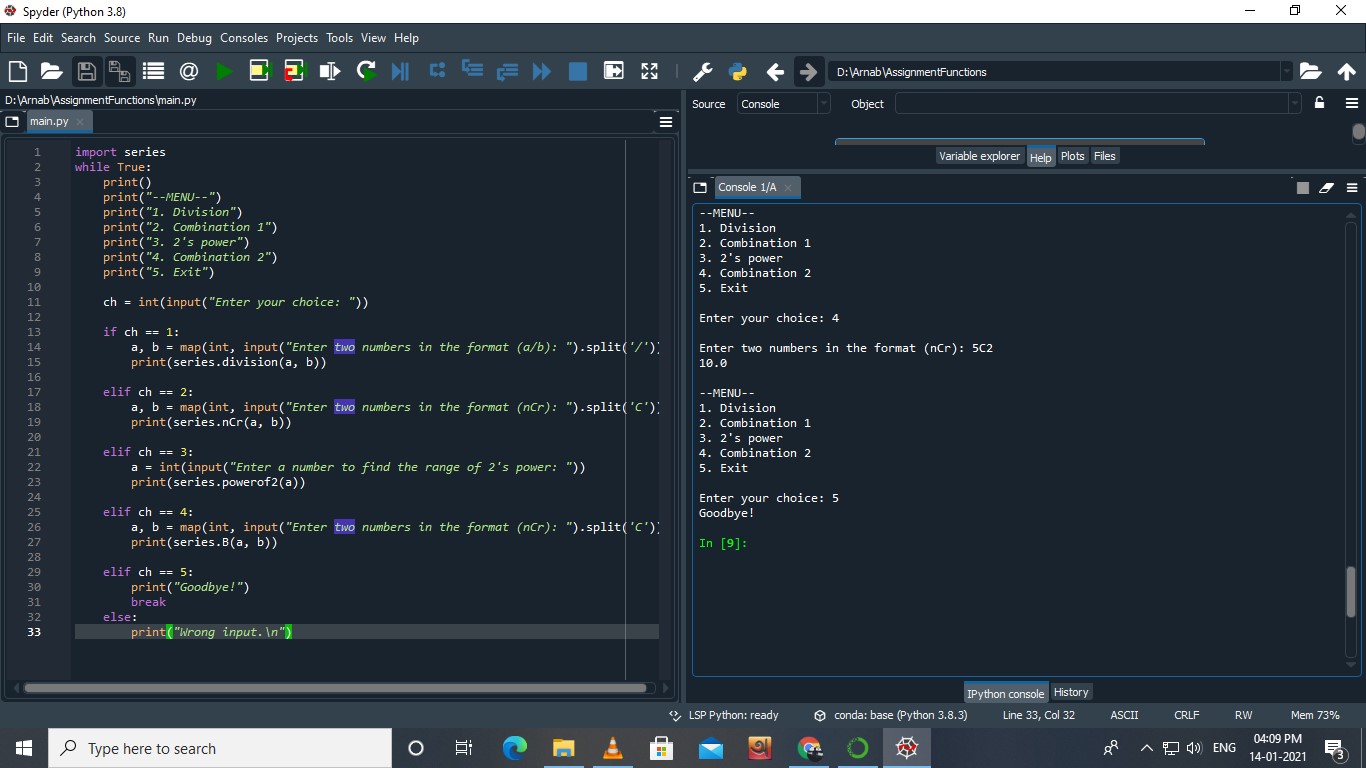 Spyder (Python 3.8)
File Edit Search Source Run Debug Consoles Projects Tools View Help
D:\Arnab\AssignmentFunctions
D:\Arnab\AssignmentFunctions\main.py
main.py
1 import series
2 while True:
3 print()
4 print("--MENU--")
5 print("1. Division")
6 print("2. Combination 1")
7 print("3. 2's power")
8 print("4. Combination 2")
9 print("5. Exit")
10
11 ch = int(input("Enter your choice: "))
12
13 if ch == 1:
14 a, b = map(int, input("Enter two numbers in the format (a/b): ").split('/')
15 print(series.division(a, b))
16
17 elif ch == 2:
18 a, b = map(int, input("Enter two numbers in the format (nCr): ").split('C')
19 print(series.nCr(a, b))
20
21 elif ch == 3:
22 a = int(input("Enter a number to find the range of 2's power: "))
23 print(series.powerof2(a))
24
25 elif ch == 4:
26 a, b = map(int, input("Enter two numbers in the format (nCr): ").split('C')
27 print(series.B(a, b))
28
29 elif ch == 5:
30 print("Goodbye!")
31 break
32 else:
33 print("Wrong input.\n")
Source Console Object
Variable explorer Help Plots Files
Console 1/A
--MENU--
1. Division
2. Combination 1
3. 2's power
4. Combination 2
5. Exit
Enter your choice: 4
Enter two numbers in the format (nCr): 5C2
10.0
--MENU--
1. Division
2. Combination 1
3. 2's power
4. Combination 2
5. Exit
Enter your choice: 5
Goodbye!
In [9]:
IPython console History
LSP Python: ready conda: base (Python 3.8.3) Line 33, Col 32 ASCII CRLF RW Mem 73%
Type here to search
ENG
04:09 PM
14-01-2021
3